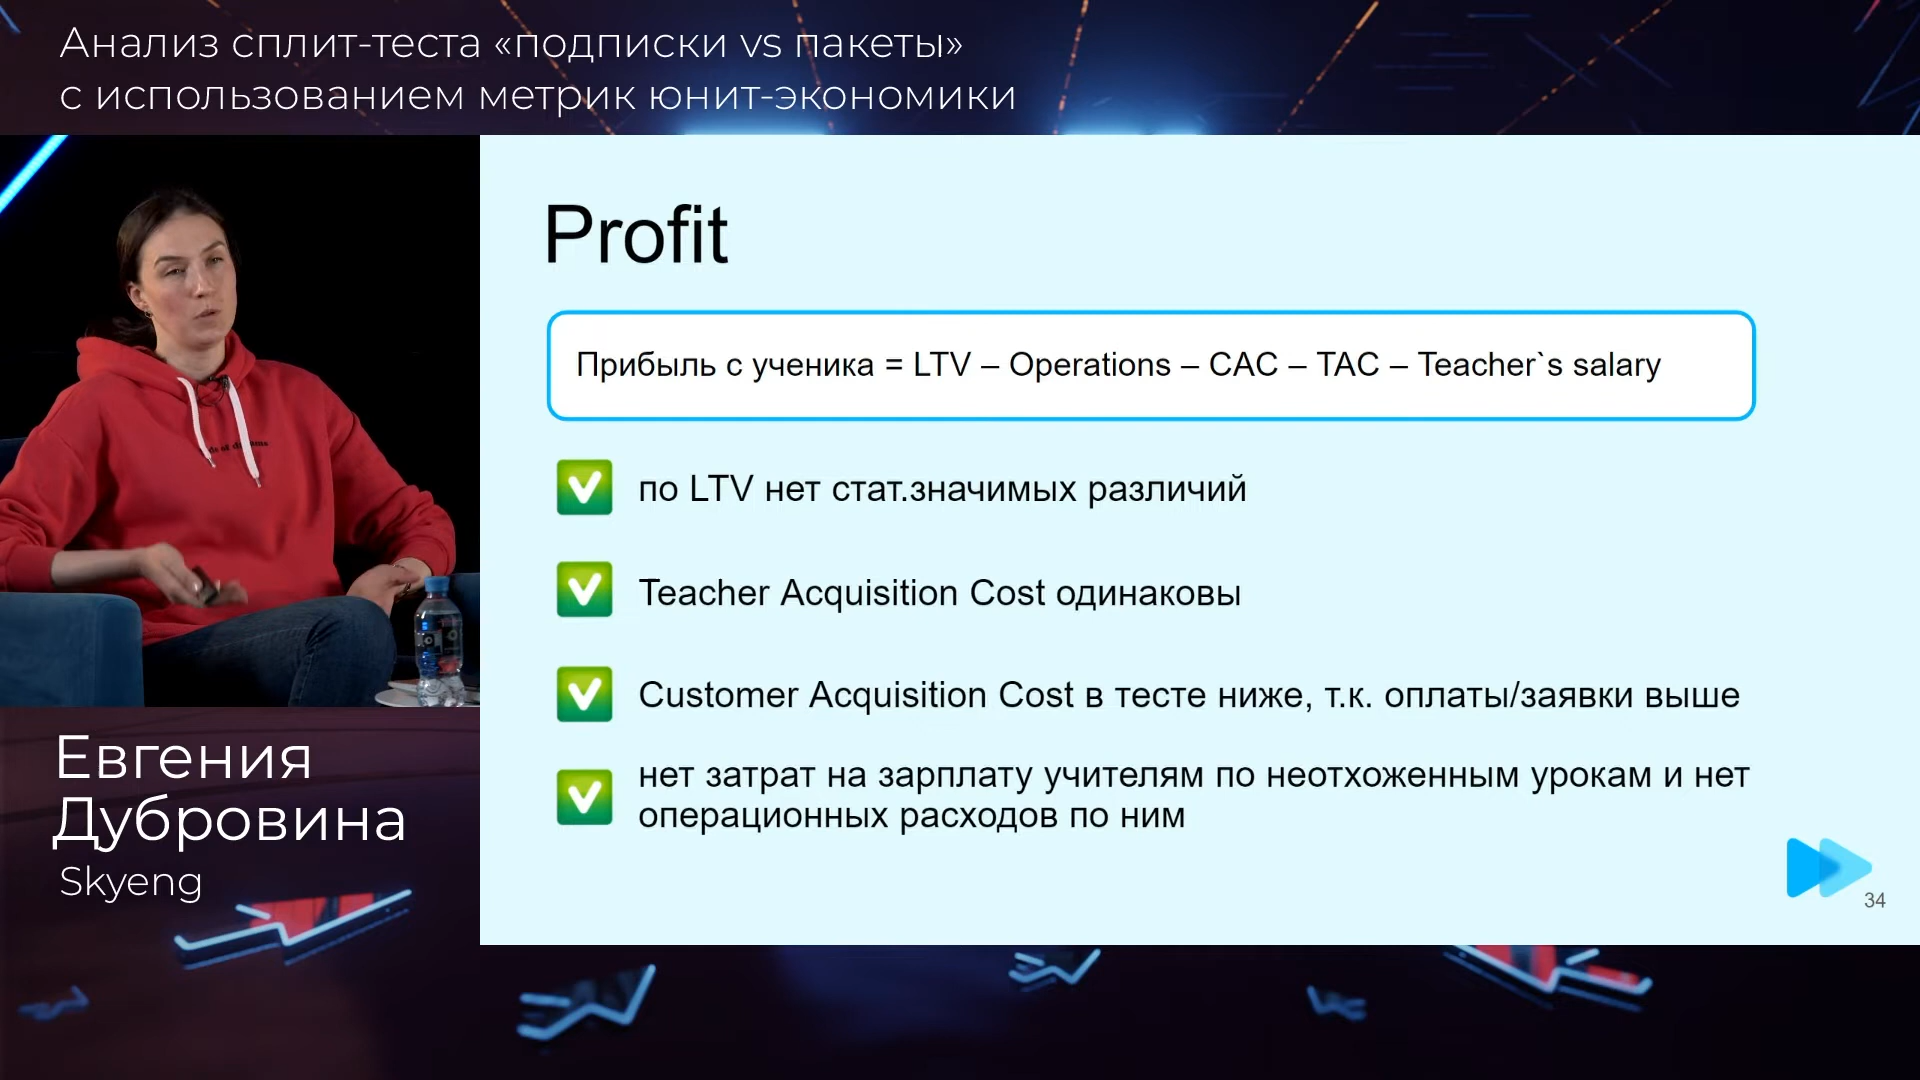 Анализ сплит-теста «подписки vs пакеты»
с использованием метрик юнит-экономики
Profit
Прибыль с ученика = LTV – Operations – CAC – TAC – Teacher`s salary
по LTV нет стат.значимых различий
Teacher Acquisition Cost одинаковы
Customer Acquisition Cost в тесте ниже, т.к. оплаты/заявки выше
нет затрат на зарплату учителям по неотхоженным урокам и нет
операционных расходов по ним
34
Евгения
Дубровина
Skyeng